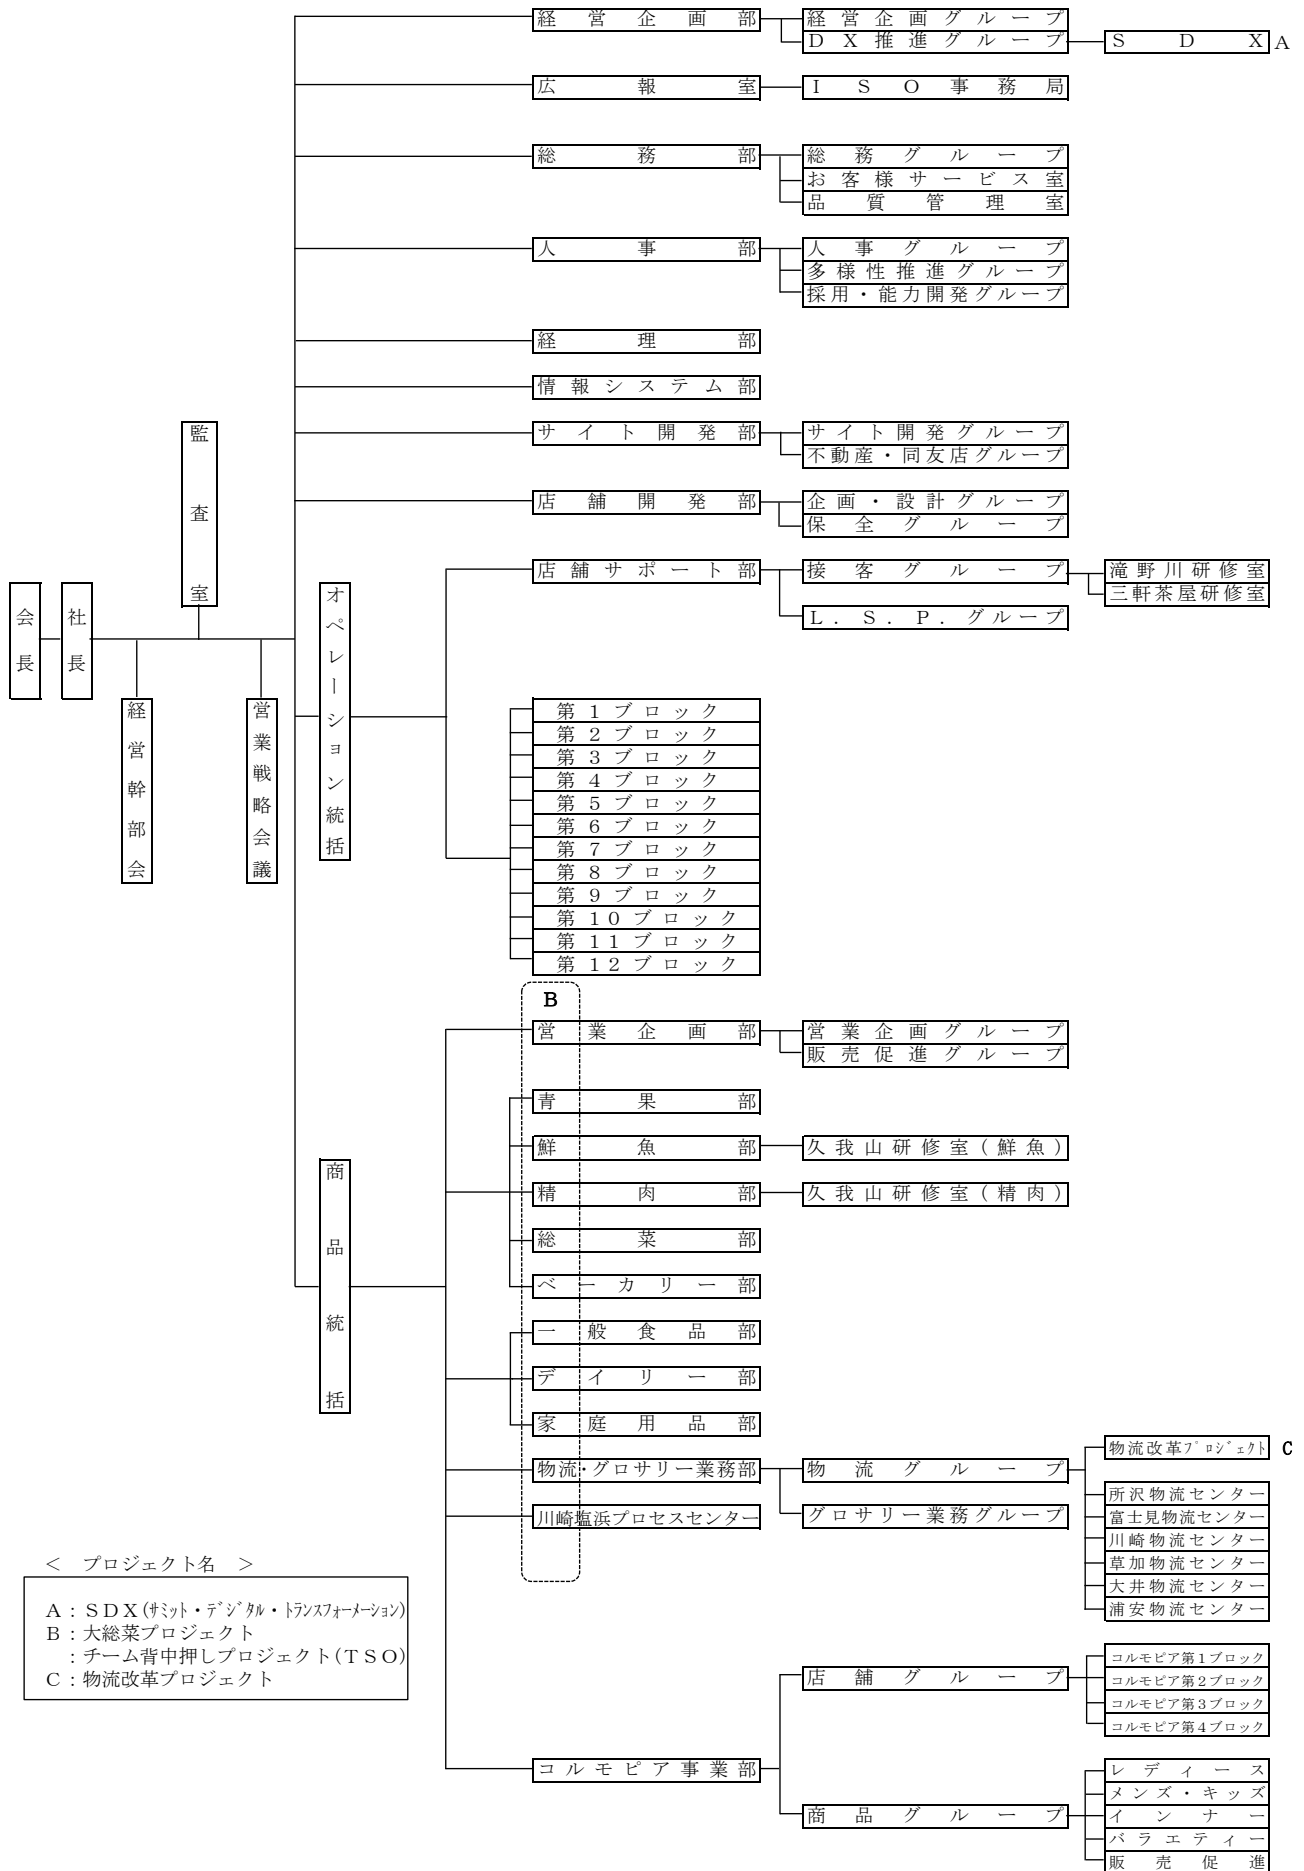 経営企画部
経営企画グループ
DX推進グループ
SDX A
広報室
ISO事務局
総務部
総務グループ
お客様サービス室
品質管理室
人事部
人事グループ
多様性推進グループ
採用・能力開発グループ
経理部
情報システム部
サイト開発部
サイト開発グループ
不動産・同友店グループ
店舗開発部
企画・設計グループ
保全グループ
会長
社長
監査室
経営幹部会
営業戦略会議
オペレーション統括
店舗サポート部
接客グループ
滝野川研修室
三軒茶屋研修室
L.S.P.グループ
第1ブロック
第2ブロック
第3ブロック
第4ブロック
第5ブロック
第6ブロック
第7ブロック
第8ブロック
第9ブロック
第10ブロック
第11ブロック
第12ブロック
商品統括
B
営業企画部
営業企画グループ
販売促進グループ
青果部
鮮魚部
久我山研修室(鮮魚)
精肉部
久我山研修室(精肉)
総菜部
ベーカリー部
一般食品部
デイリー部
家庭用品部
物流・グロサリー業務部
物流グループ
物流改革プロジェクト C
所沢物流センター
富士見物流センター
川崎物流センター
草加物流センター
大井物流センター
浦安物流センター
グロサリー業務グループ
川崎塩浜プロセスセンター
コルモピア事業部
店舗グループ
コルモピア第1ブロック
コルモピア第2ブロック
コルモピア第3ブロック
コルモピア第4ブロック
商品グループ
レディース
メンズ・キッズ
インナー
バラエティー
販売促進
< プロジェクト名 >
A:SDX(サミット・デジタル・トランスフォーメーション)
B:大総菜プロジェクト
:チーム背中押しプロジェクト(TSO)
C:物流改革プロジェクト